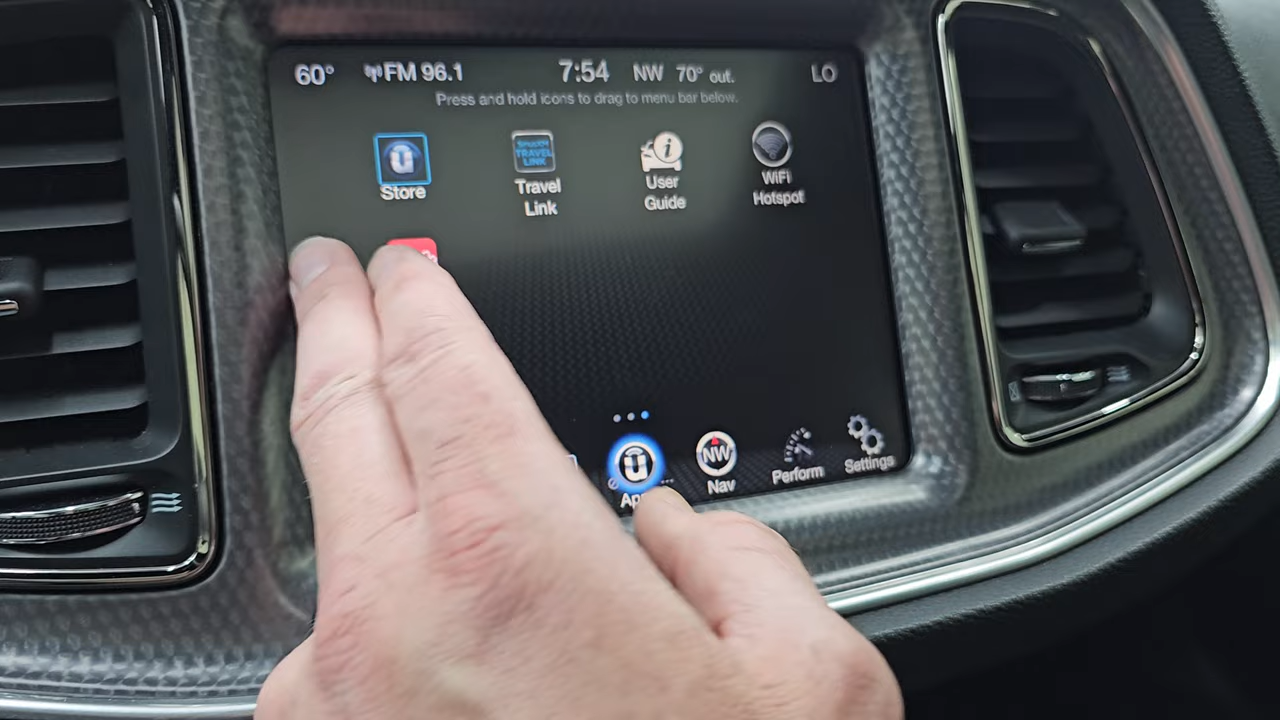 60° FM 96.1 7:54 NW 70° out. LO
Press and hold icons to drag to menu bar below.
SiriusXM
TRAVEL
LINK
Store
Travel
Link
User
Guide
WiFi
Hotspot
NW
Nav
Perform
Settings